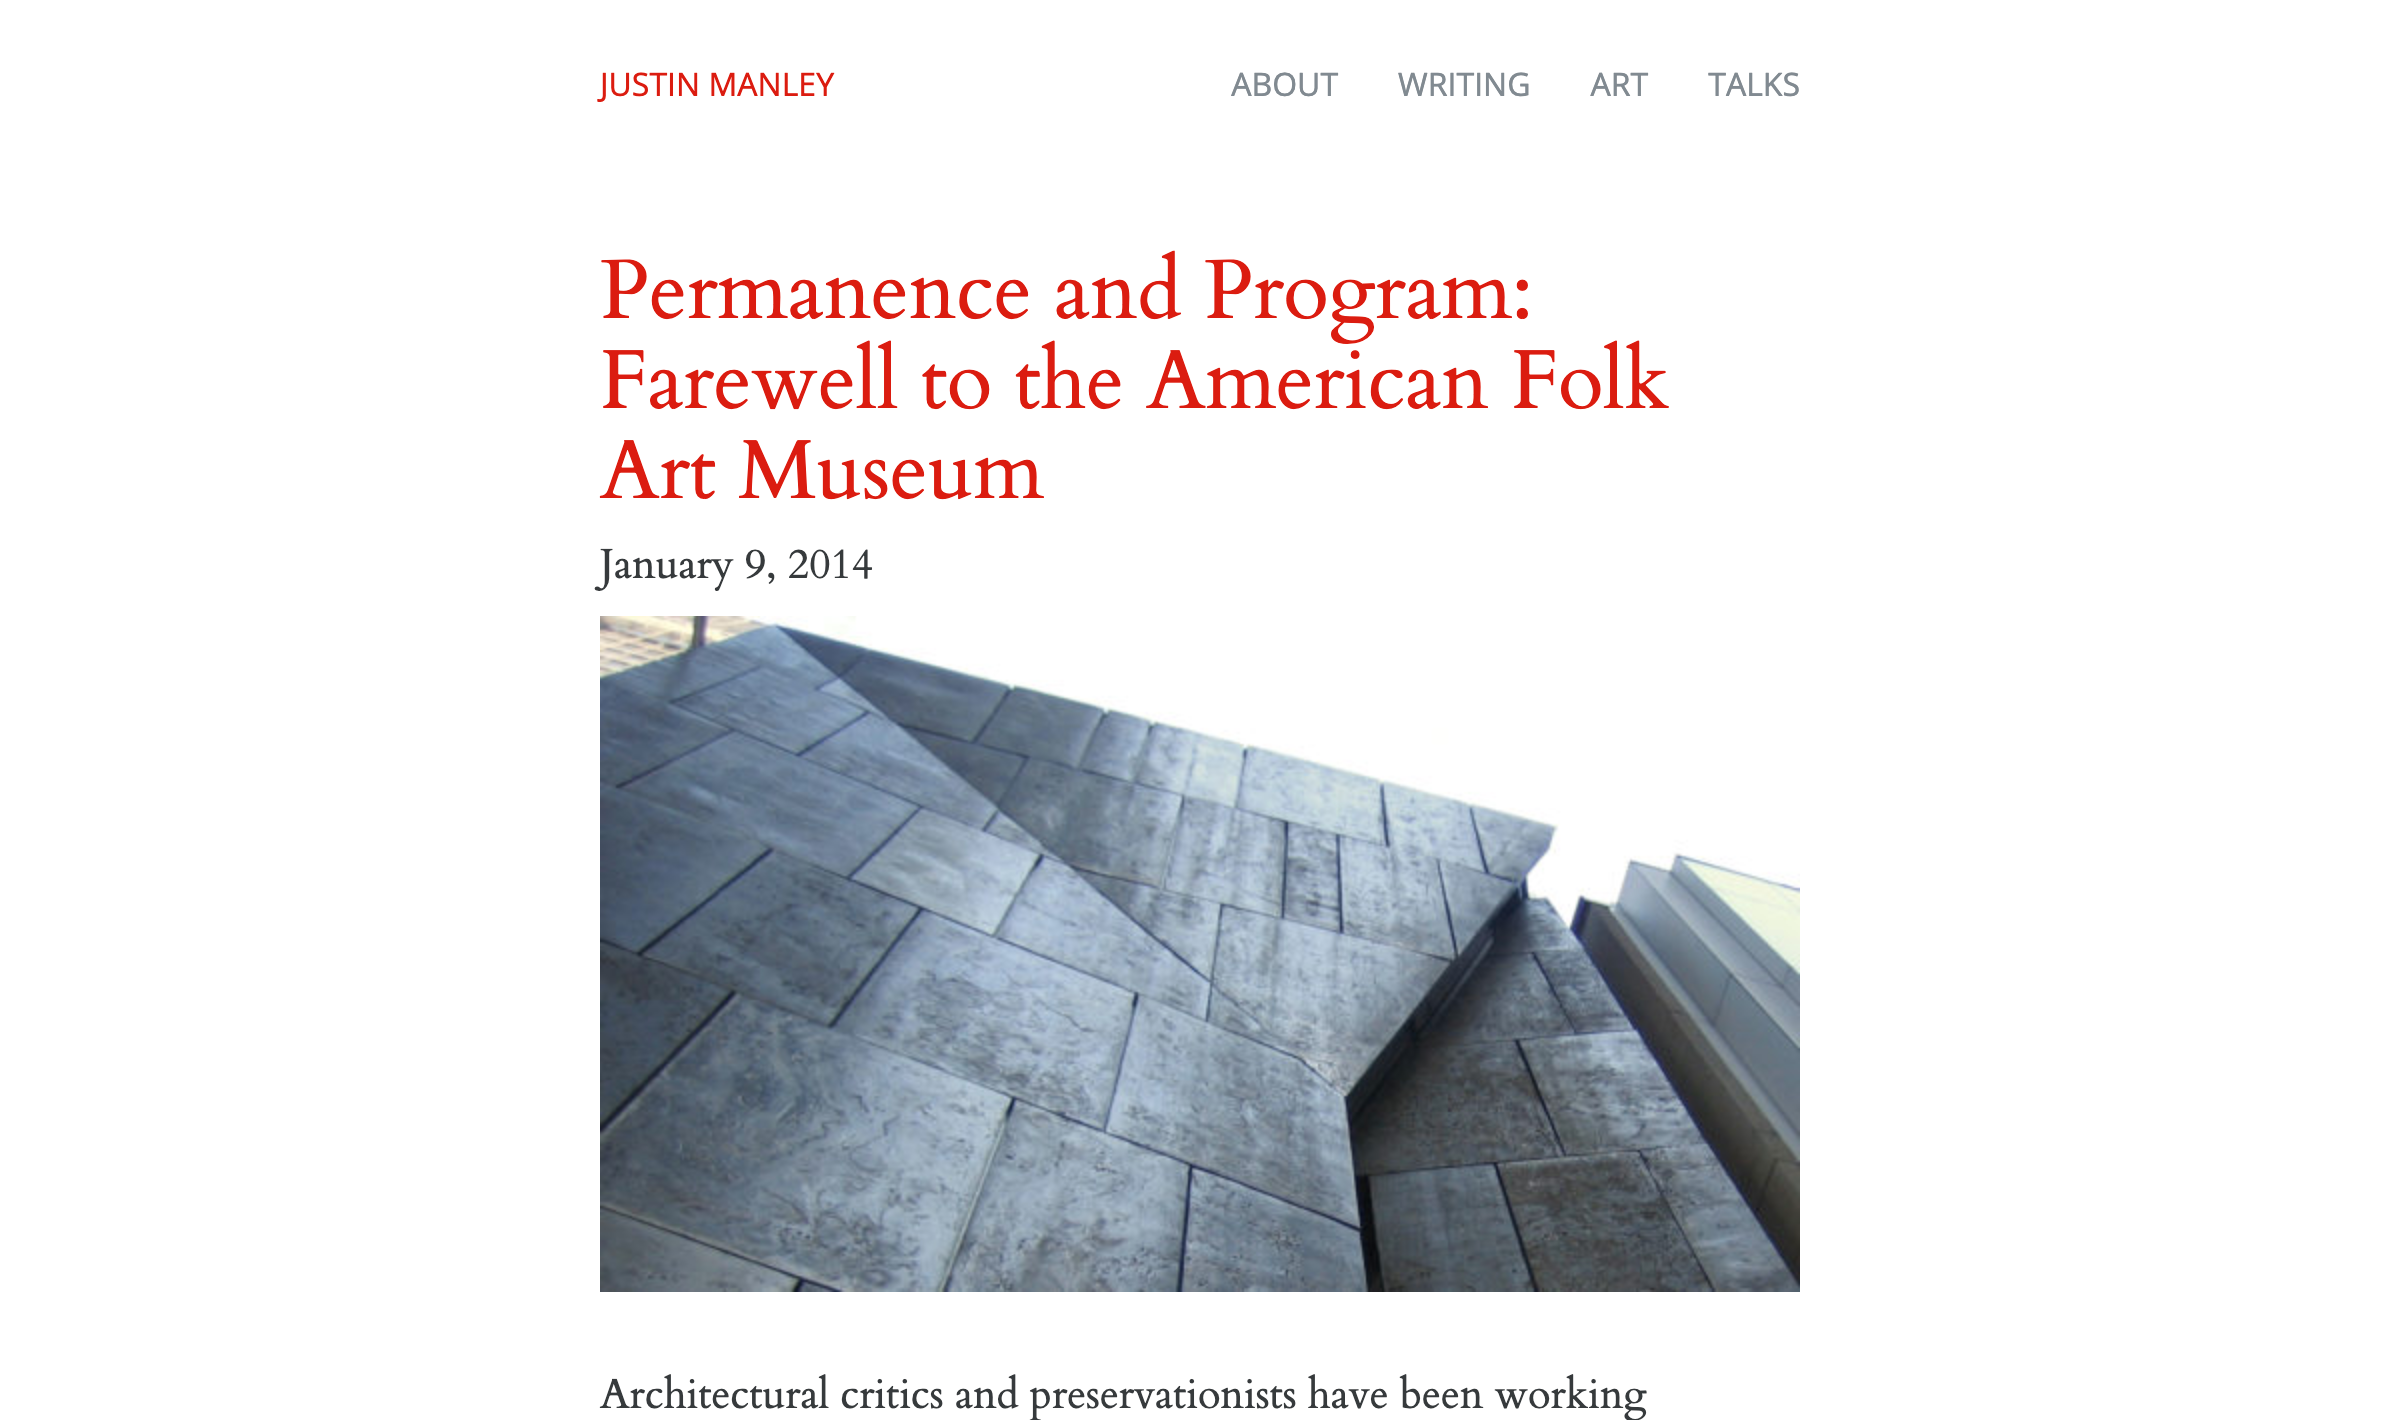 JUSTIN MANLEY
ABOUT WRITING ART TALKS
Permanence and Program:
Farewell to the American Folk
Art Museum
January 9, 2014
Architectural critics and preservationists have been working